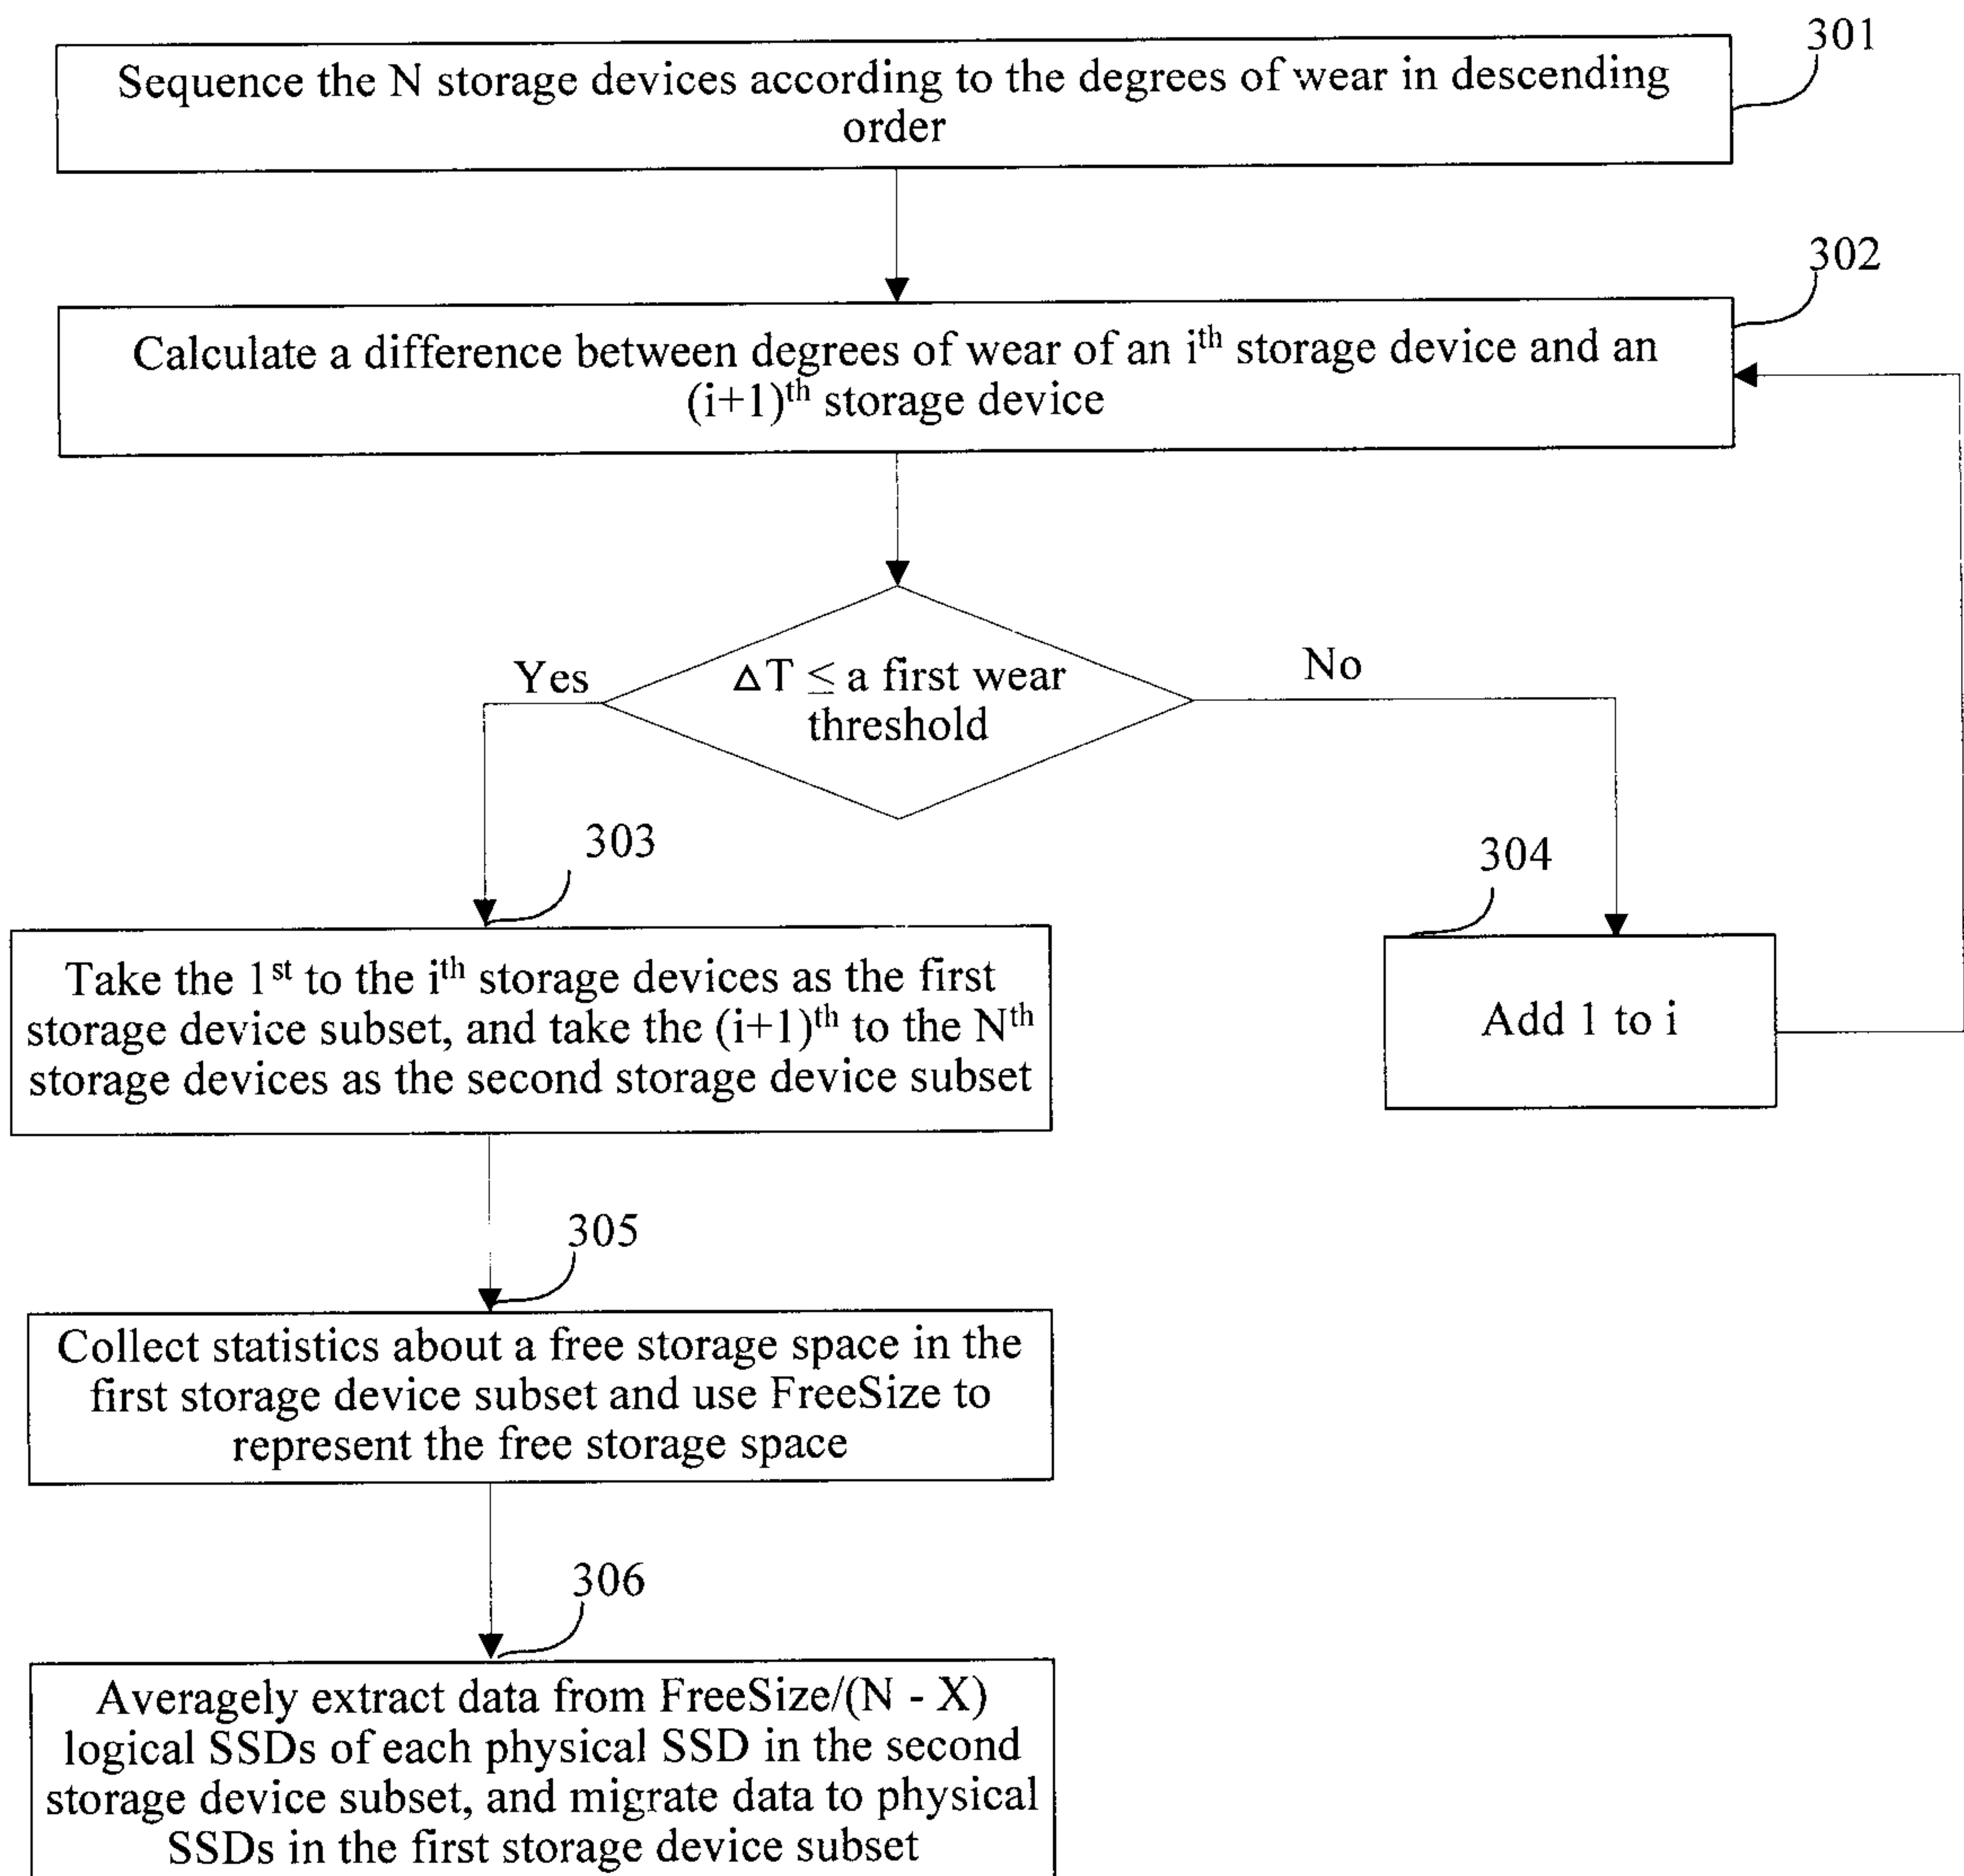 301
Sequence the N storage devices according to the degrees of wear in descending
order
302
Calculate a difference between degrees of wear of an iᵗʰ storage device and an
(i+1)ᵗʰ storage device
Yes
△T ≤ a first wear
threshold
No
303
304
Take the 1ˢᵗ to the iᵗʰ storage devices as the first
storage device subset, and take the (i+1)ᵗʰ to the Nᵗʰ
storage devices as the second storage device subset
Add 1 to i
305
Collect statistics about a free storage space in the
first storage device subset and use FreeSize to
represent the free storage space
306
Averagely extract data from FreeSize/(N - X)
logical SSDs of each physical SSD in the second
storage device subset, and migrate data to physical
SSDs in the first storage device subset